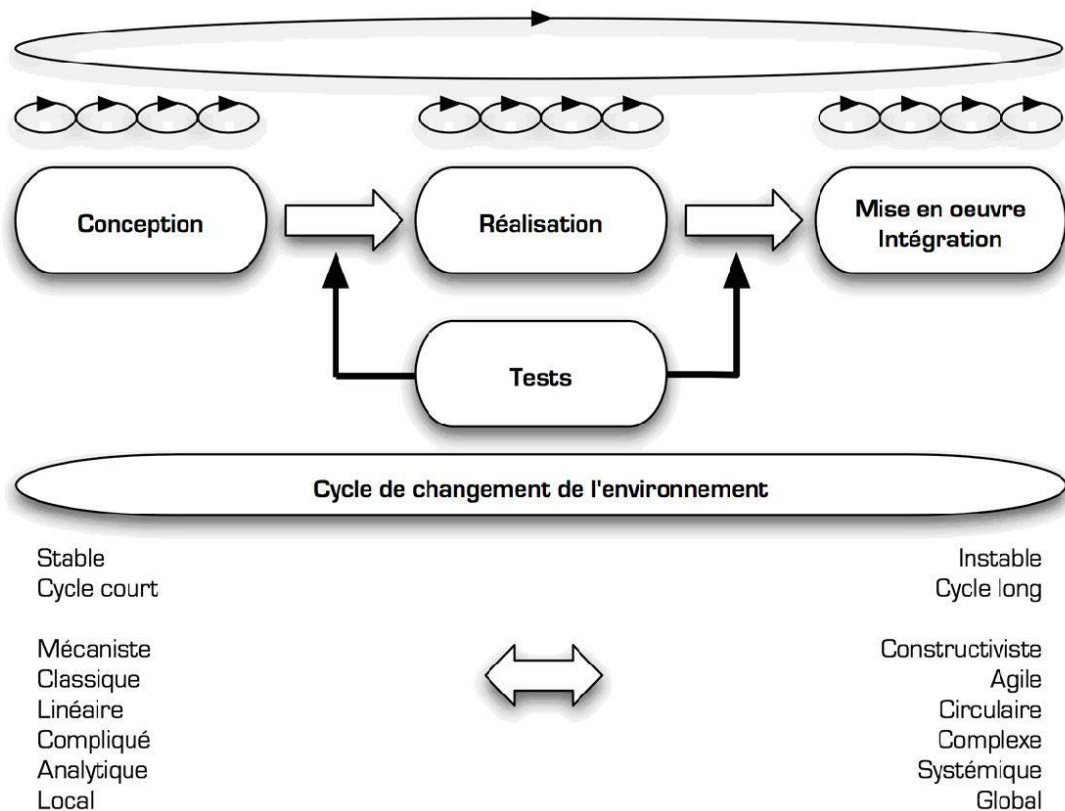 Conception
Réalisation
Mise en oeuvre
Intégration
Tests
Cycle de changement de l'environnement
Stable
Cycle court
Instable
Cycle long
Mécaniste
Classique
Linéaire
Compliqué
Analytique
Local
Constructiviste
Agile
Circulaire
Complexe
Systémique
Global